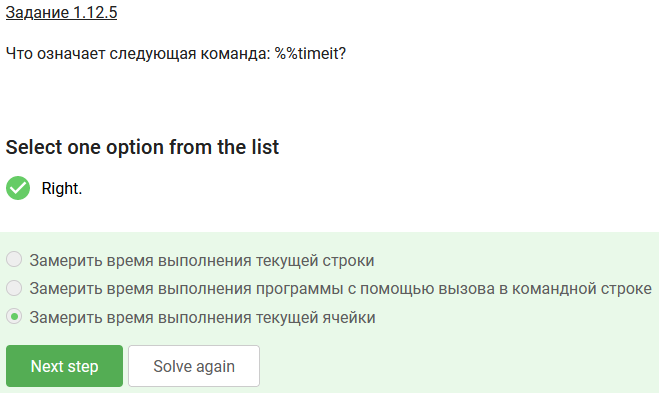 Задание 1.12.5
Что означает следующая команда: %%timeit?
Select one option from the list
Right.
Замерить время выполнения текущей строки
Замерить время выполнения программы с помощью вызова в командной строке
Замерить время выполнения текущей ячейки
Next step
Solve again